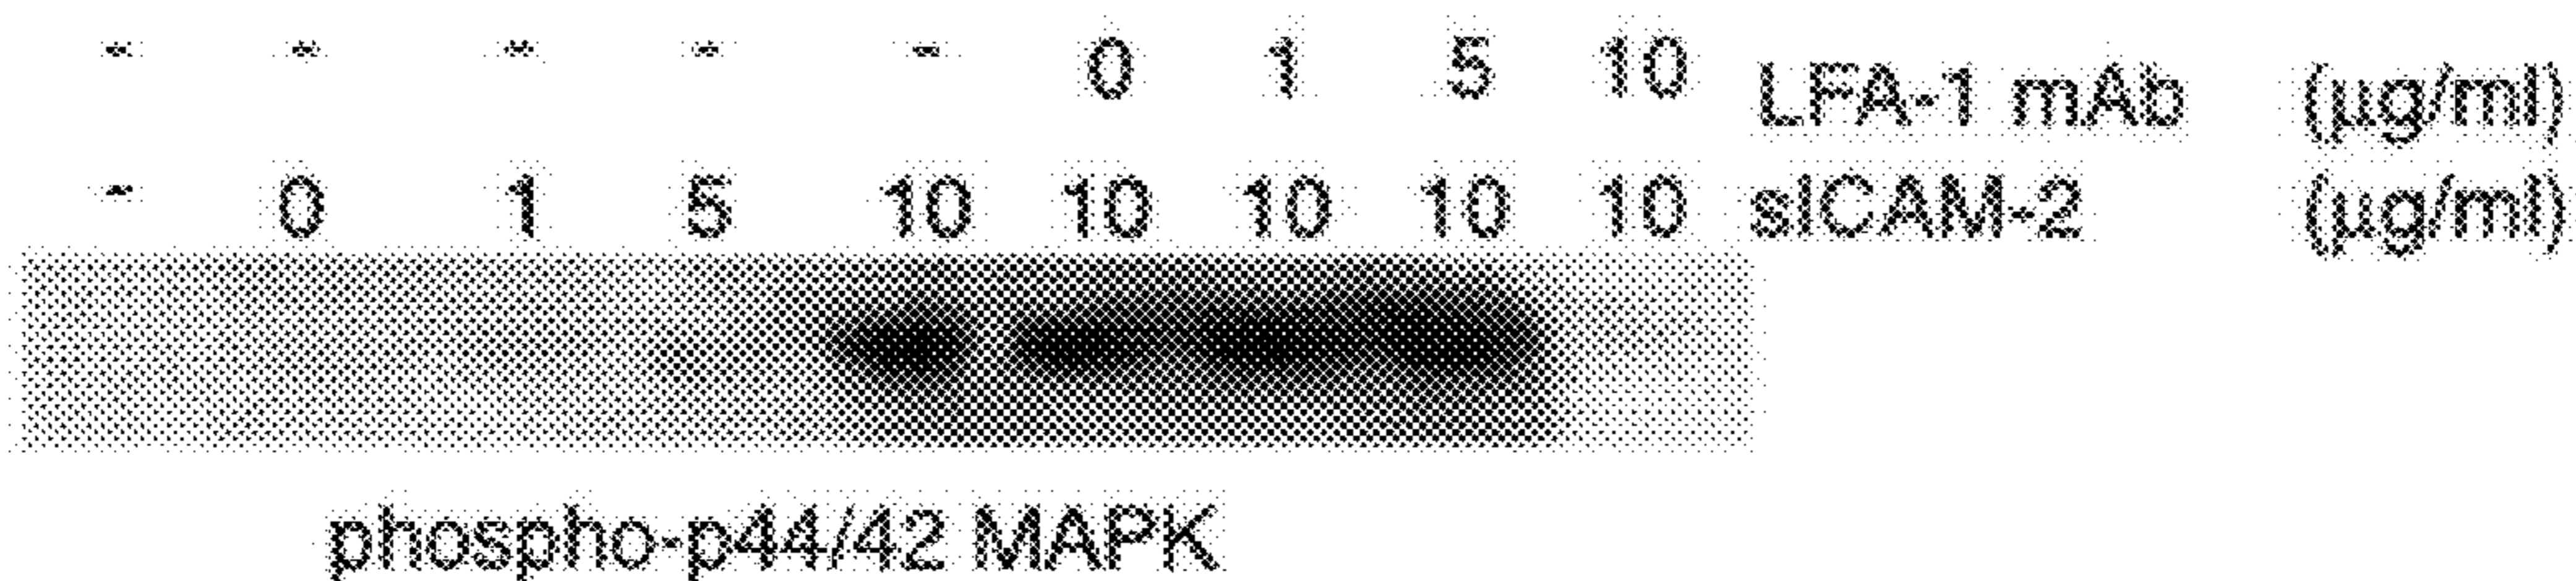 - - - - - 0 1 5 10 LFA-1 mAb (µg/ml)
- 0 1 5 10 10 10 10 10 sICAM-2 (µg/ml)
phospho-p44/42 MAPK